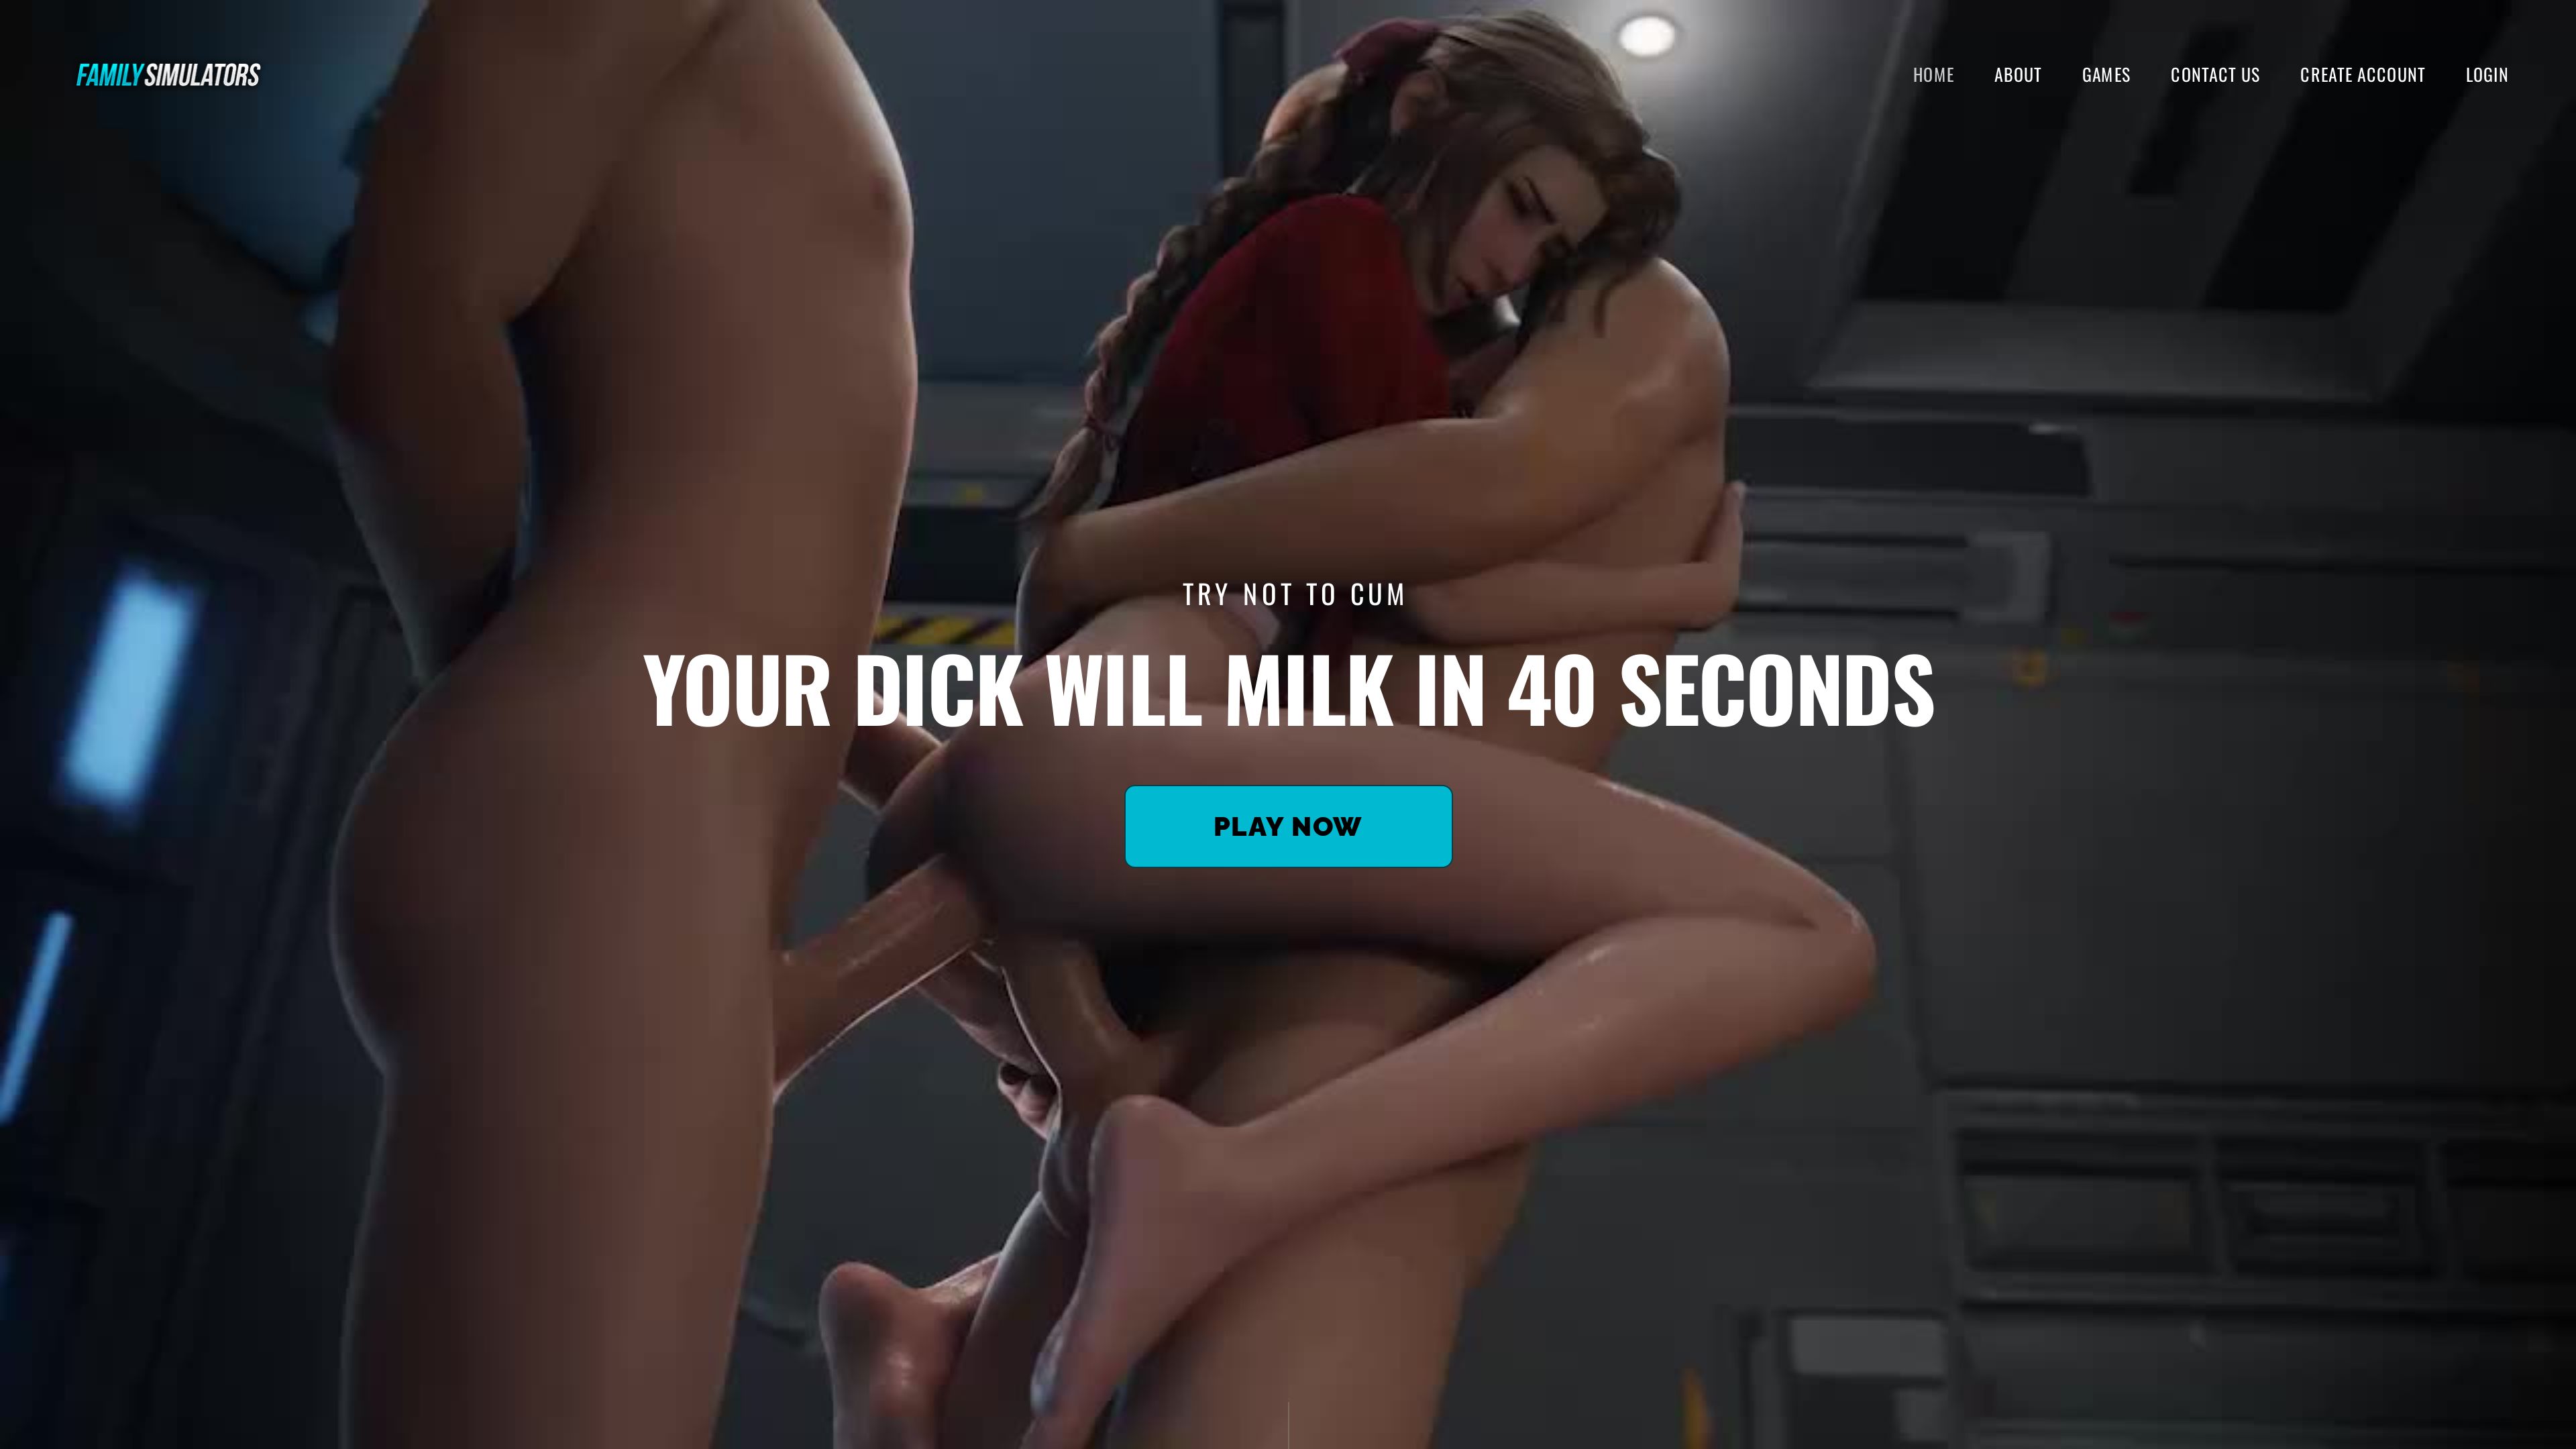 FAMILY SIMULATORS
HOME ABOUT GAMES CONTACT US CREATE ACCOUNT LOGIN
TRY NOT TO CUM
YOUR DICK WILL MILK IN 40 SECONDS
PLAY NOW